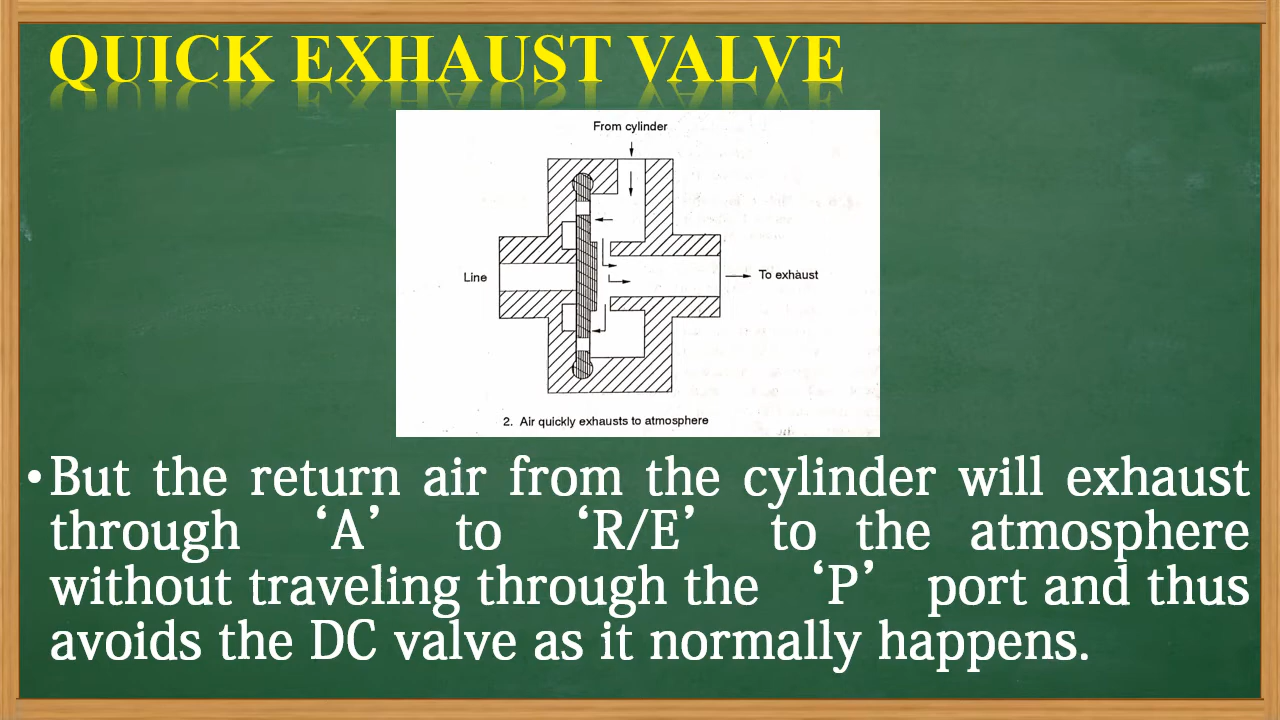 QUICK EXHAUST VALVE
From cylinder
Line
To exhaust
2. Air quickly exhausts to atmosphere
•But the return air from the cylinder will exhaust
through ‘A’ to ‘R/E’ to the atmosphere
without traveling through the ‘P’ port and thus
avoids the DC valve as it normally happens.